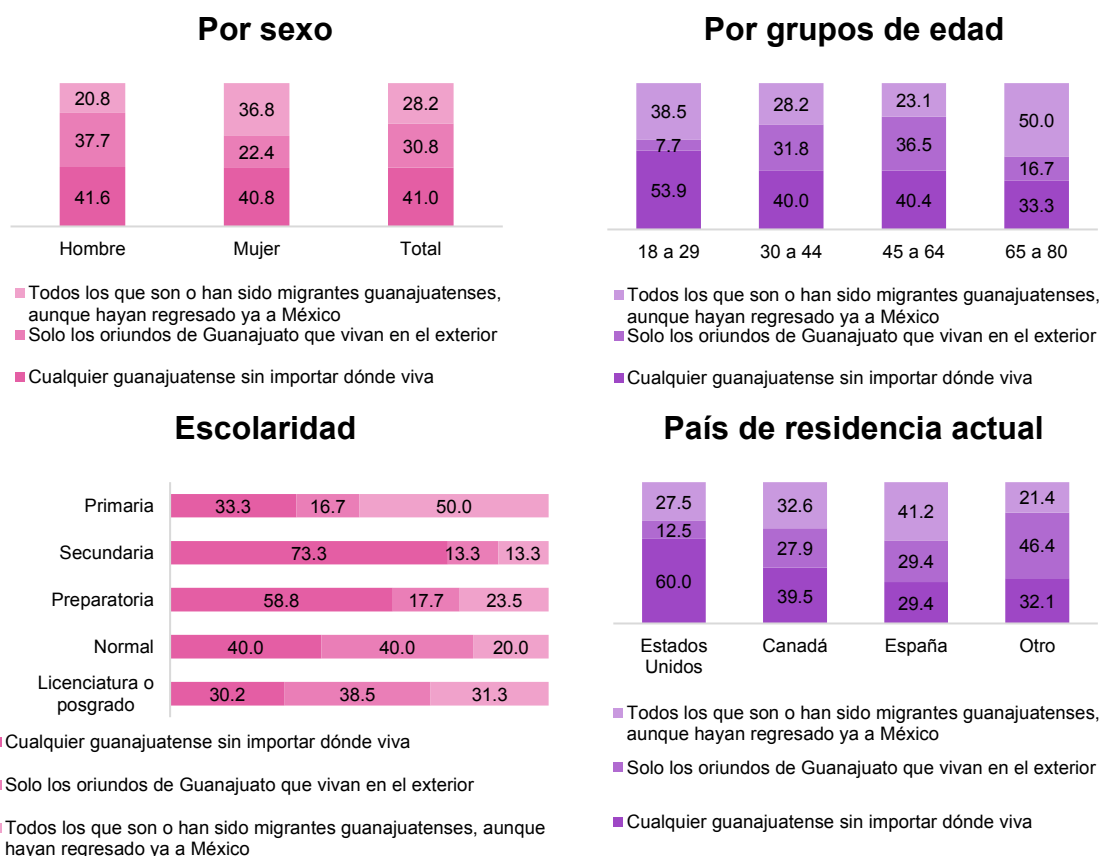 Por sexo
20.8
36.8
28.2
37.7
22.4
30.8
41.6
40.8
41.0
Hombre
Mujer
Total
Todos los que son o han sido migrantes guanajuatenses,
aunque hayan regresado ya a México
Solo los oriundos de Guanajuato que vivan en el exterior
Cualquier guanajuatense sin importar dónde viva
Por grupos de edad
38.5
28.2
23.1
50.0
7.7
31.8
36.5
16.7
53.9
40.0
40.4
33.3
18 a 29
30 a 44
45 a 64
65 a 80
Todos los que son o han sido migrantes guanajuatenses,
aunque hayan regresado ya a México
Solo los oriundos de Guanajuato que vivan en el exterior
Cualquier guanajuatense sin importar dónde viva
Escolaridad
Primaria
33.3
16.7
50.0
Secundaria
73.3
13.3
13.3
Preparatoria
58.8
17.7
23.5
Normal
40.0
40.0
20.0
Licenciatura o
posgrado
30.2
38.5
31.3
Cualquier guanajuatense sin importar dónde viva
Solo los oriundos de Guanajuato que vivan en el exterior
Todos los que son o han sido migrantes guanajuatenses, aunque
hayan regresado ya a México
País de residencia actual
27.5
32.6
41.2
21.4
12.5
27.9
29.4
46.4
60.0
39.5
29.4
32.1
Estados
Unidos
Canadá
España
Otro
Todos los que son o han sido migrantes guanajuatenses,
aunque hayan regresado ya a México
Solo los oriundos de Guanajuato que vivan en el exterior
Cualquier guanajuatense sin importar dónde viva